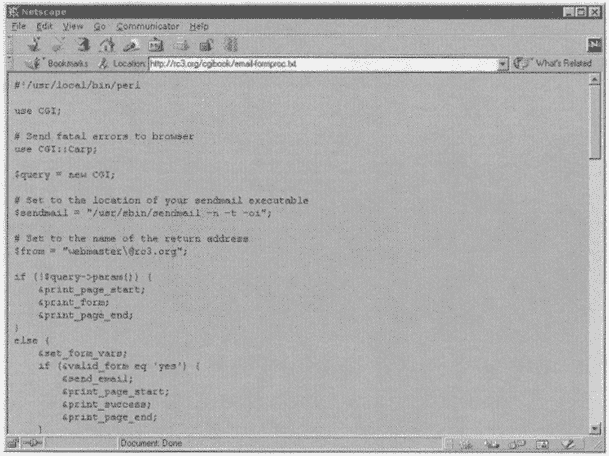 Netscape
File Edit View Go Communicator Help
Bookmarks Location: http://rc3.org/cgibook/email-formproc.txt What's Related
#!/usr/local/bin/perl
use CGI;
# Send fatal errors to browser
use CGI::Carp;
$query = new CGI;
# Set to the location of your sendmail executable
$sendmail = "/usr/sbin/sendmail -n -t -oi";
# Set to the name of the return address
$from = "webmaster\@rc3.org";
if (!$query->param()) {
    &print_page_start;
    &print_form;
    &print_page_end;
}
else {
    &set_form_vars;
    if (&valid_form eq 'yes') {
        &send_email;
        &print_page_start;
        &print_success;
        &print_page_end;
    }
Document: Done